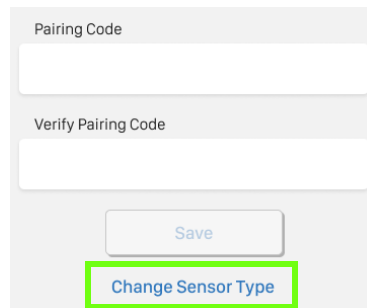 Pairing Code
Verify Pairing Code
Save
Change Sensor Type